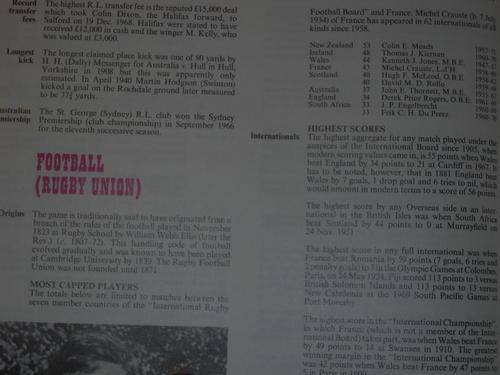 Record
transfer
fees
The highest R.L. transfer fee is the reputed £15,000 deal
which took Colin Dixon, the Halifax forward, to
Salford on 19 Dec. 1968. Halifax were stated to have
received £12,000 in cash and the winger M. Kelly, who
was valued at £3,000.
Longest
kick
The longest claimed place kick was one of 80 yards by
H. H. (Dally) Messenger for Australia v. Hull in Hull,
Yorkshire in 1908, but this was apparently only
estimated. In April 1940 Martin Hodgson (Swinton)
kicked a goal on the Rochdale ground later measured
to be 77¾ yards.
The St. George (Sydney) R.L. club won the Sydney
Premiership (club championship) in September 1966
for the eleventh successive season.
FOOTBALL
(RUGBY UNION)
Origins
The game is traditionally said to have originated from a
breach of the rules of the football played in November
1823 at Rugby School by William Webb Ellis (later the
Rev.) (c. 1807–72). This handling code of football
evolved gradually and was known to have been played
at Cambridge University by 1839. The Rugby Football
Union was not founded until 1871.
MOST CAPPED PLAYERS
The totals below are limited to matches between the
seven member countries of the "International Rugby
Football Board" and France. Michel Crauste (b 7 July
1934) of France has appeared in 62 internationals of all
kinds since 1958.
New Zealand 53 Colin E. Meads
Ireland 48 Thomas J. Kiernan
Wales 44 Kenneth J. Jones, M.B.E.
France 43 Michel Crauste, L.d'H.
Scotland 40 Hugh F. McLeod, O.B.E.
40 David M. D. Rollo
Australia 37 John E. Thornett, M.B.E.
England 34 Derek Prior Rogers, O.B.E.
South Africa 33 J. P. Engelbrecht
33 Frik C. H. Du Preez
HIGHEST SCORES
Internationals
The highest aggregate for any match played under the
auspices of the International Board since 1905, when
modern scoring values came in, is 55 points when Wales
beat England by 34 points to 21 at Cardiff in 1967. It
has to be noted, however, that in 1881 England beat
Wales by 7 goals, 1 drop goal and 6 tries to nil, which
would amount in modern terms to a score of 56 points.
The highest score by any Overseas side in an inter-
national in the British Isles was when South Africa
beat Scotland by 44 points to 0 at Murrayfield on
24 Nov. 1951
The highest score in any full international was when
France beat Romania by 59 points (7 goals, 6 tries and
2 penalty goals) to 3 in the Olympic Games at Colombes,
Paris, on 24 May 1924. Fiji scored 113 points to 3 versus
British Solomon Islands and 113 points to 13 versus
New Caledonia at the 1969 South Pacific Games at
Port Moresby.
The highest score in the "International Championship",
in which France (which is not a member of the Inter-
national Board) takes part, was when Wales beat France
by 49 points to 14 at Swansea in 1910. The greatest
winning margin in the "International Championship"
was 42 points when Wales beat France by 47 points to
5 in Paris in 1909.